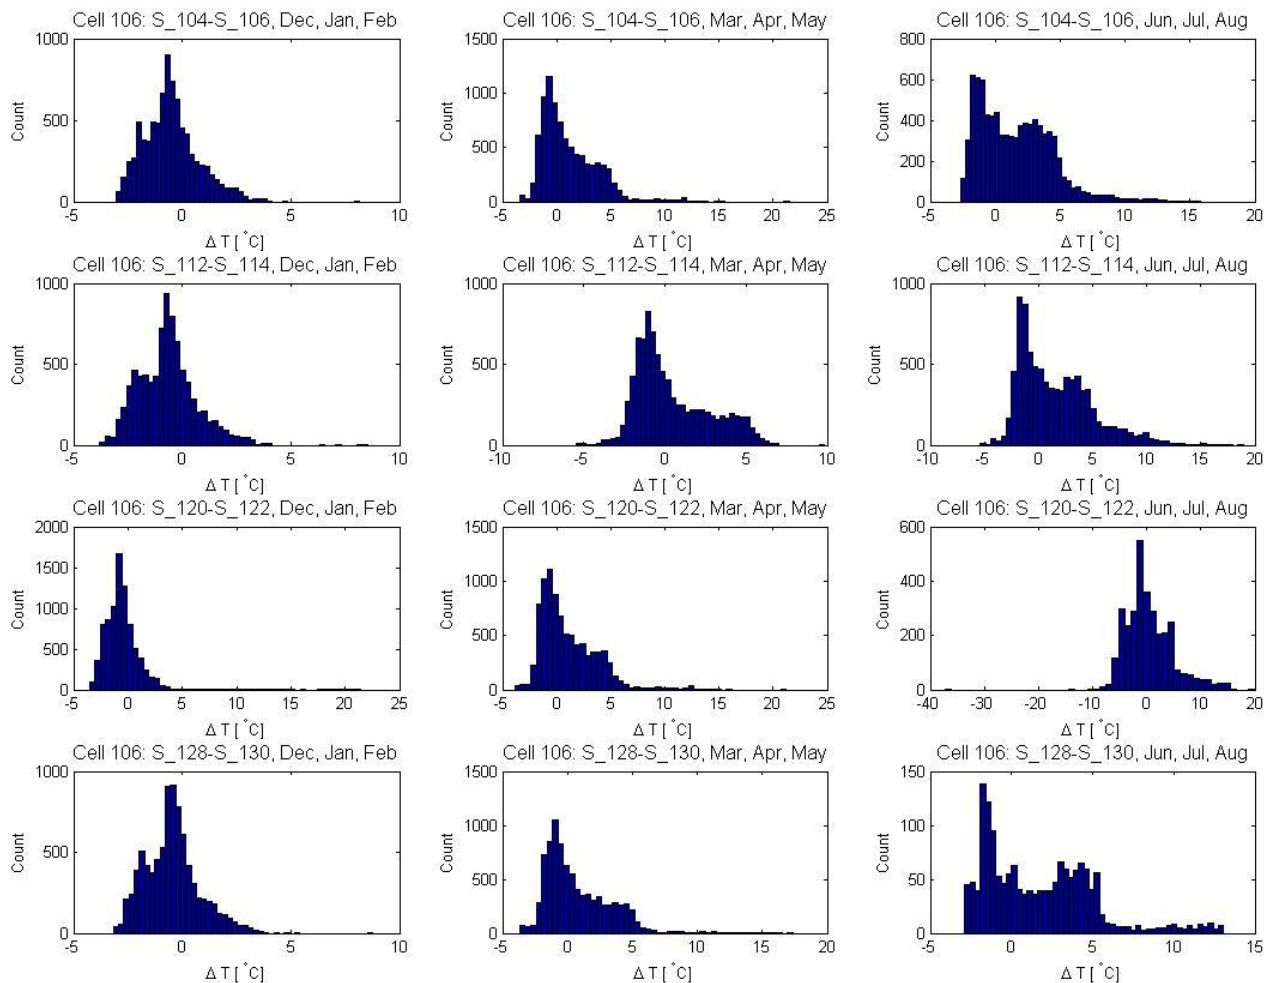 Cell 106: S_104-S_106, Dec, Jan, Feb
1000
500
0
Count
-5 0 5 10
Δ T [ °C]
Cell 106: S_104-S_106, Mar, Apr, May
1500
1000
500
0
Count
-5 0 5 10 15 20 25
Δ T [ °C]
Cell 106: S_104-S_106, Jun, Jul, Aug
800
600
400
200
0
Count
-5 0 5 10 15 20
Δ T [ °C]
Cell 106: S_112-S_114, Dec, Jan, Feb
1000
500
0
Count
-5 0 5 10
Δ T [ °C]
Cell 106: S_112-S_114, Mar, Apr, May
1000
500
0
Count
-10 -5 0 5 10
Δ T [ °C]
Cell 106: S_112-S_114, Jun, Jul, Aug
1000
500
0
Count
-10 -5 0 5 10 15 20
Δ T [ °C]
Cell 106: S_120-S_122, Dec, Jan, Feb
2000
1500
1000
500
0
Count
-5 0 5 10 15 20 25
Δ T [ °C]
Cell 106: S_120-S_122, Mar, Apr, May
1500
1000
500
0
Count
-5 0 5 10 15 20 25
Δ T [ °C]
Cell 106: S_120-S_122, Jun, Jul, Aug
600
400
200
0
Count
-40 -30 -20 -10 0 10 20
Δ T [ °C]
Cell 106: S_128-S_130, Dec, Jan, Feb
1000
500
0
Count
-5 0 5 10
Δ T [ °C]
Cell 106: S_128-S_130, Mar, Apr, May
1500
1000
500
0
Count
-5 0 5 10 15 20
Δ T [ °C]
Cell 106: S_128-S_130, Jun, Jul, Aug
150
100
50
0
Count
-5 0 5 10 15
Δ T [ °C]